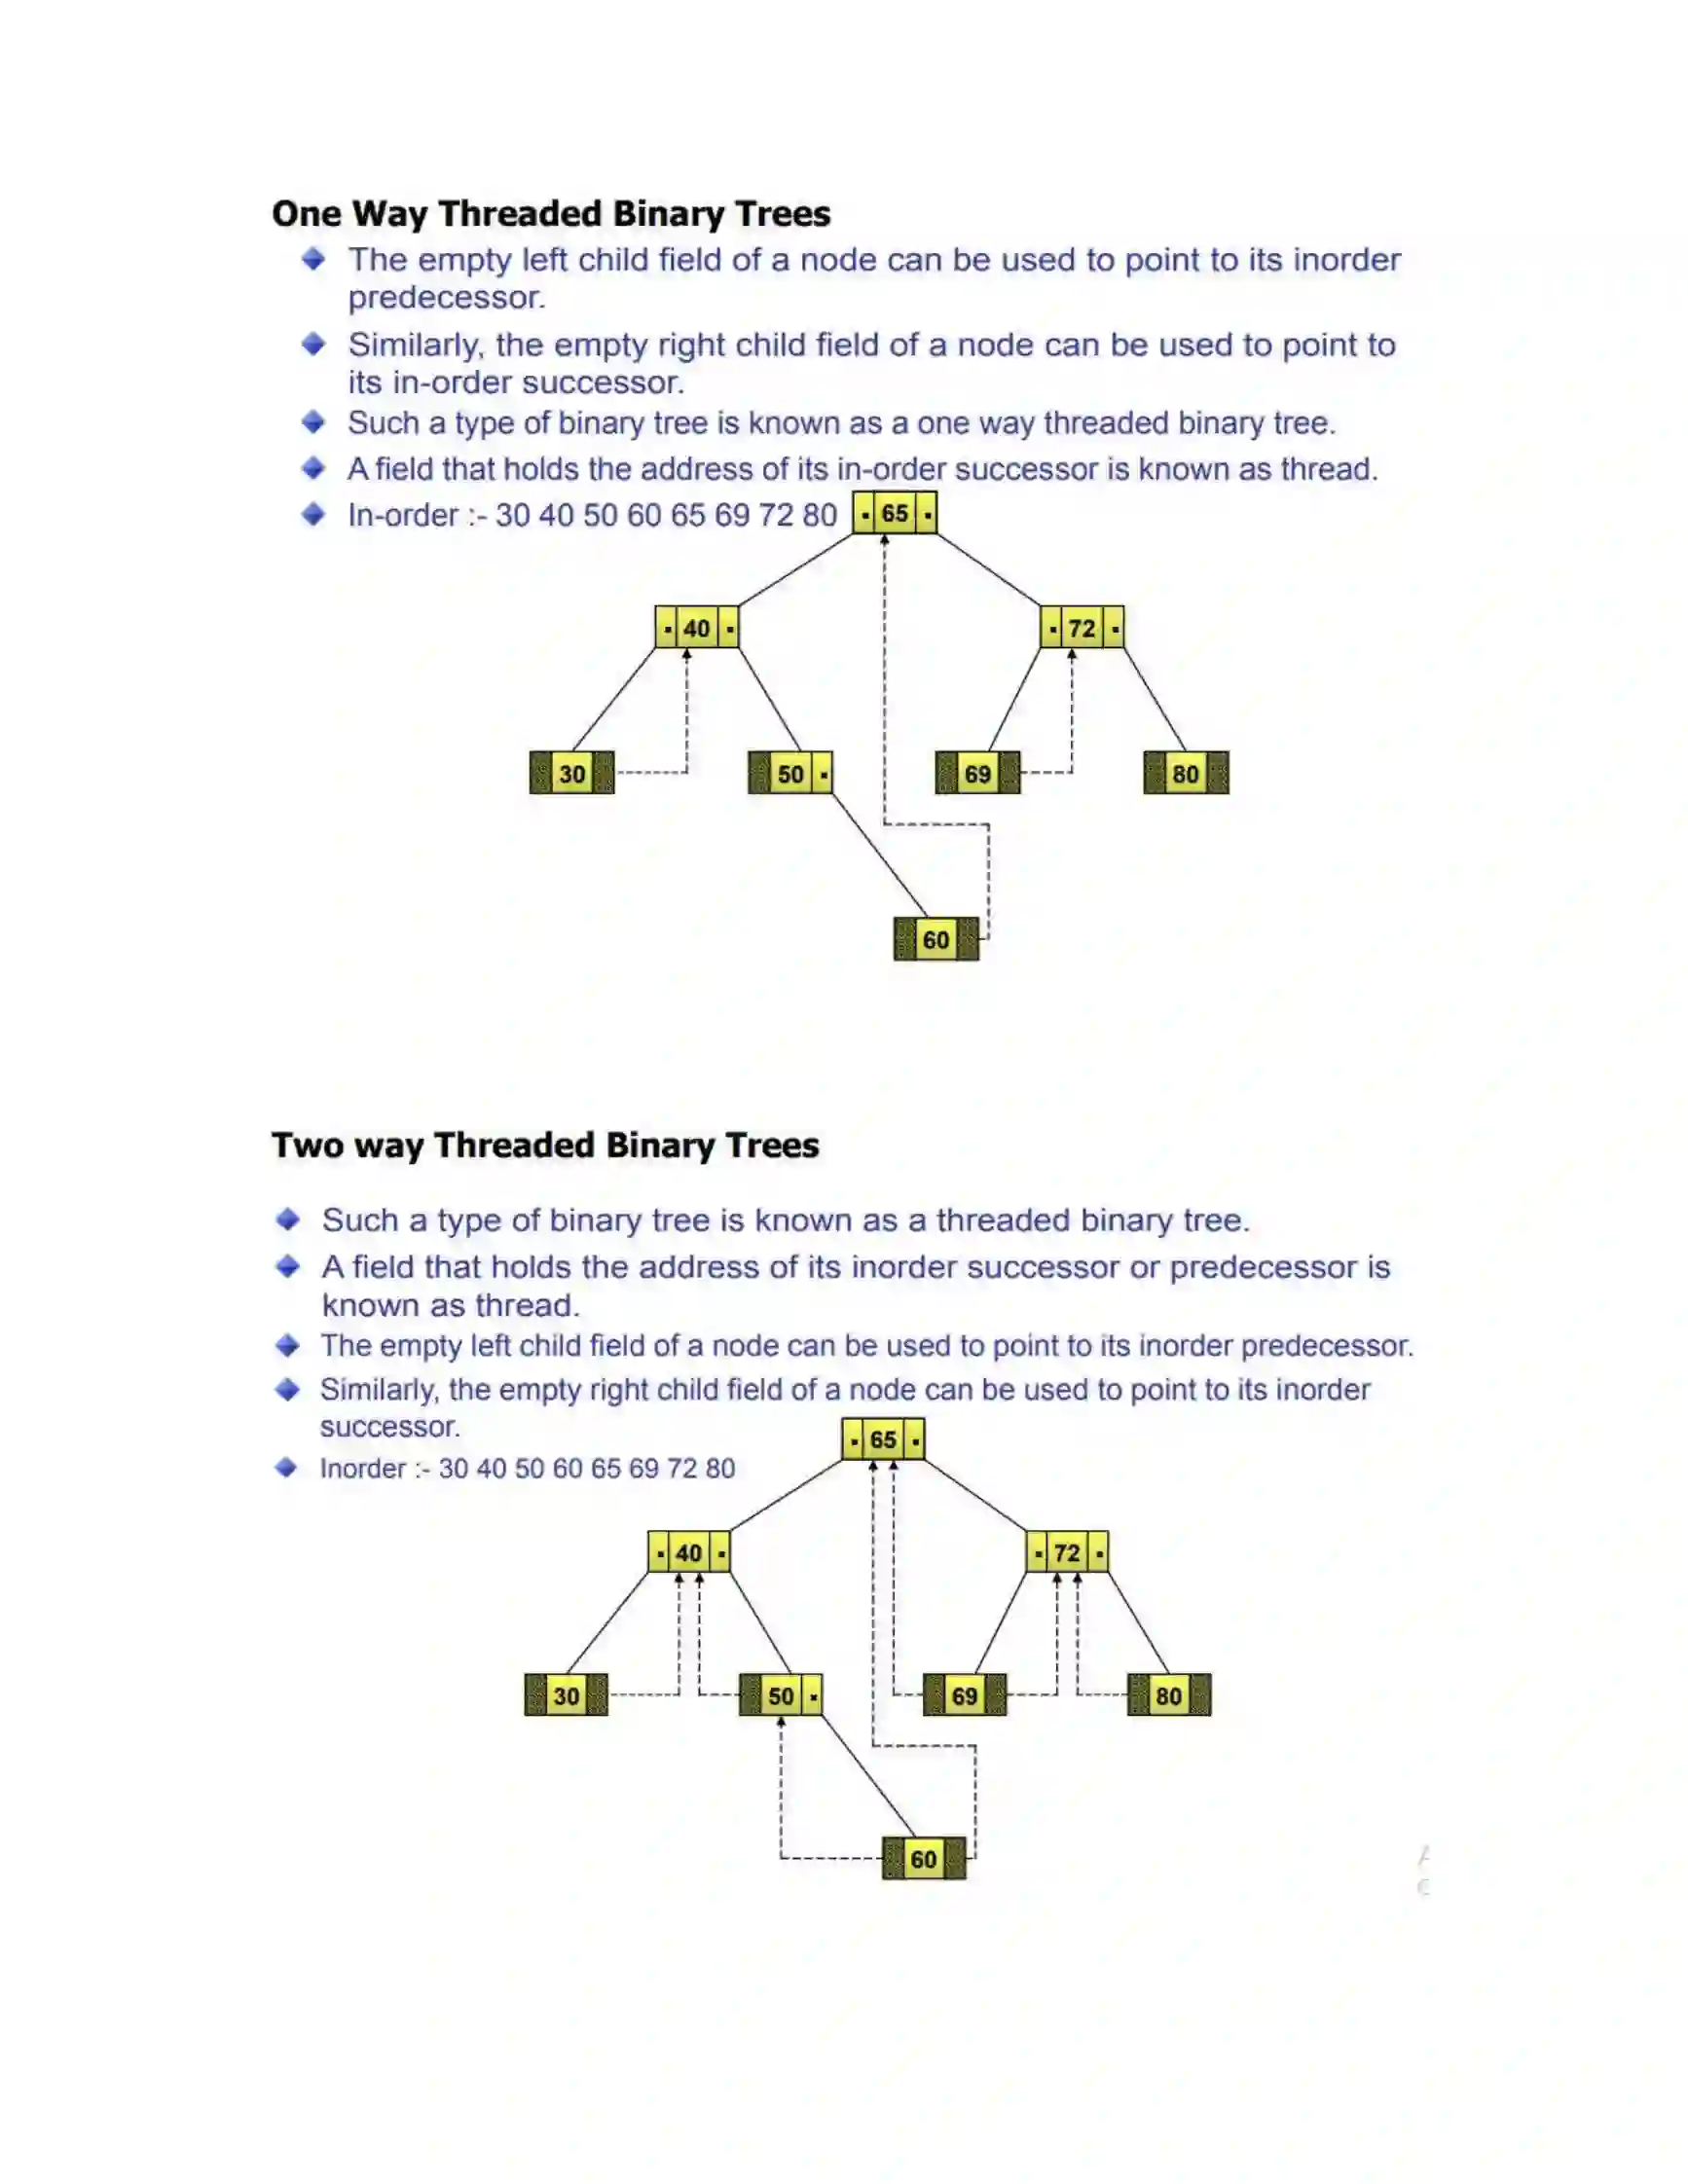 One Way Threaded Binary Trees
The empty left child field of a node can be used to point to its inorder
predecessor.
Similarly, the empty right child field of a node can be used to point to
its in-order successor.
Such a type of binary tree is known as a one way threaded binary tree.
A field that holds the address of its in-order successor is known as thread.
In-order :- 30 40 50 60 65 69 72 80
65
40
72
30
50
69
80
60
Two way Threaded Binary Trees
Such a type of binary tree is known as a threaded binary tree.
A field that holds the address of its inorder successor or predecessor is
known as thread.
The empty left child field of a node can be used to point to its inorder predecessor.
Similarly, the empty right child field of a node can be used to point to its inorder
successor.
65
Inorder :- 30 40 50 60 65 69 72 80
40
72
30
50
69
80
60